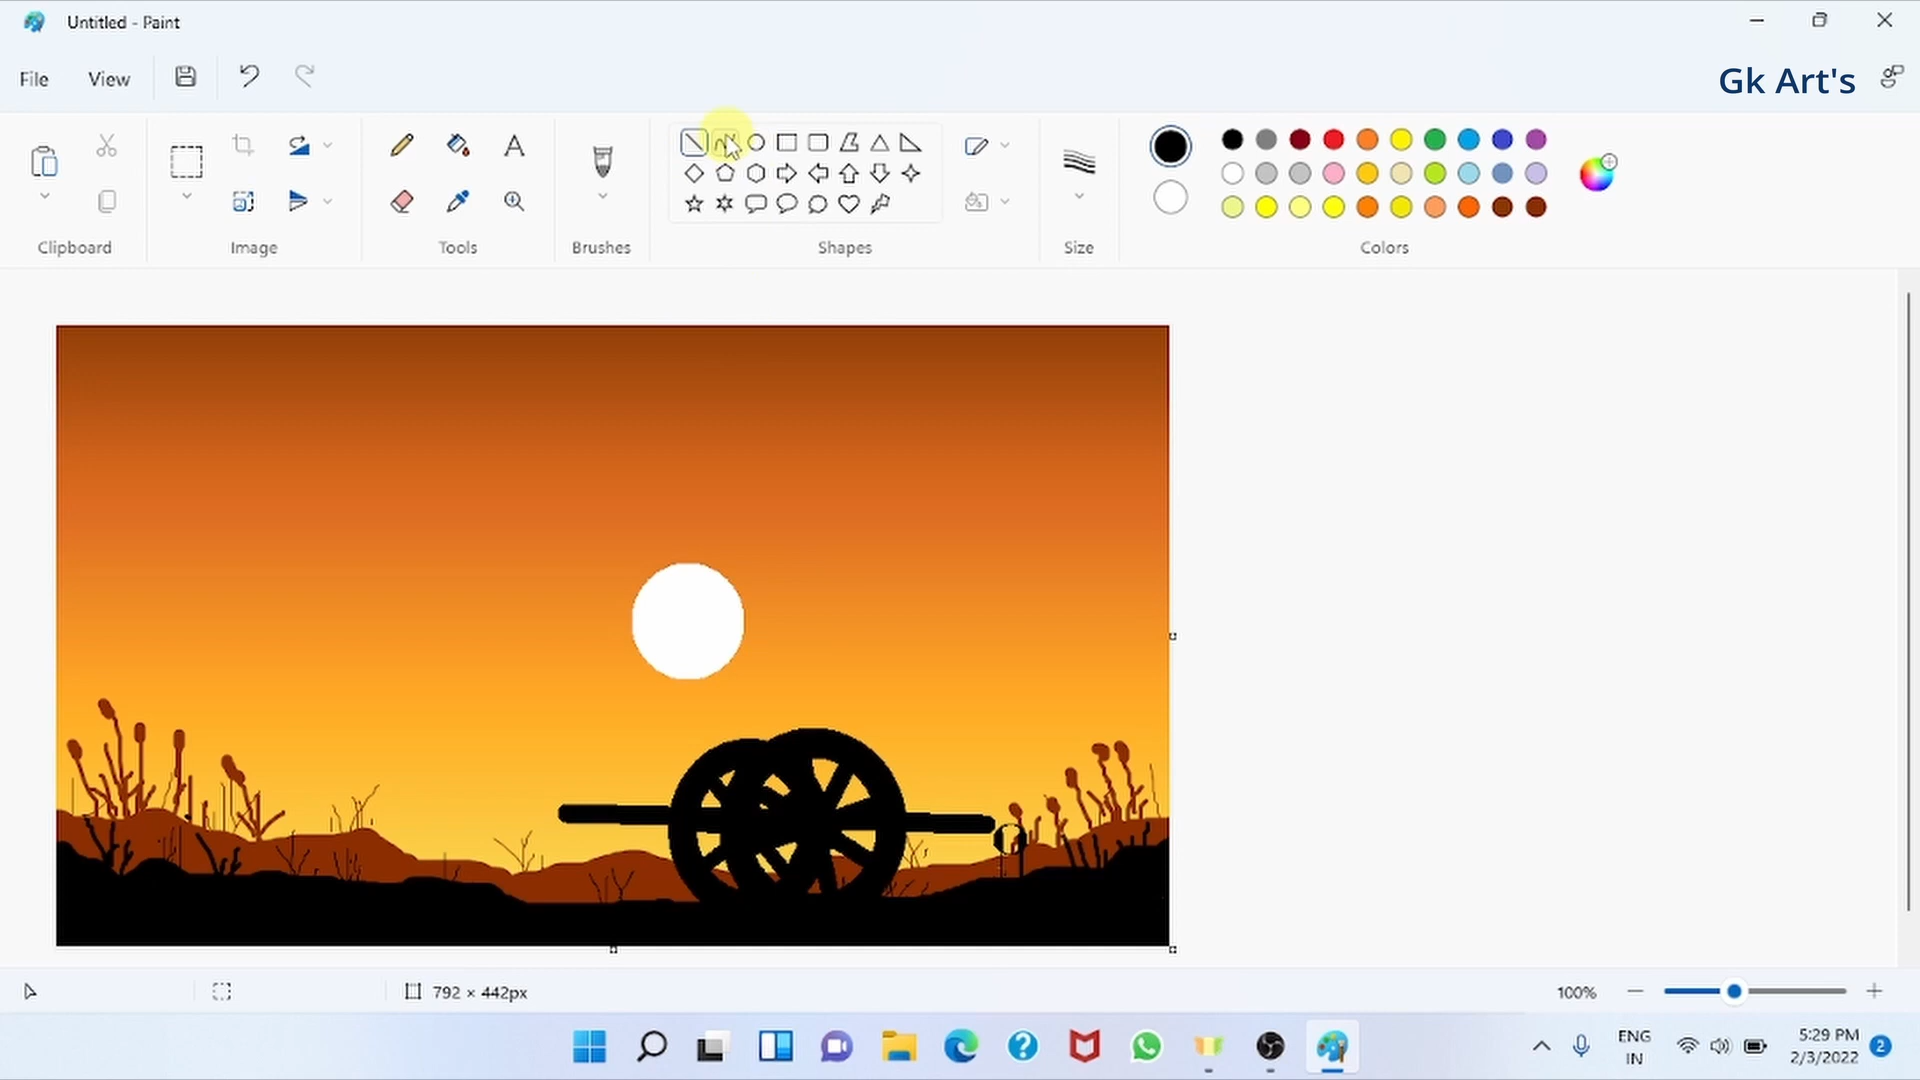 Untitled - Paint
File View
Gk Art's
Clipboard Image Tools Brushes Shapes Size Colors
792 × 442px 100%
ENG 5:29 PM
IN 2/3/2022 2